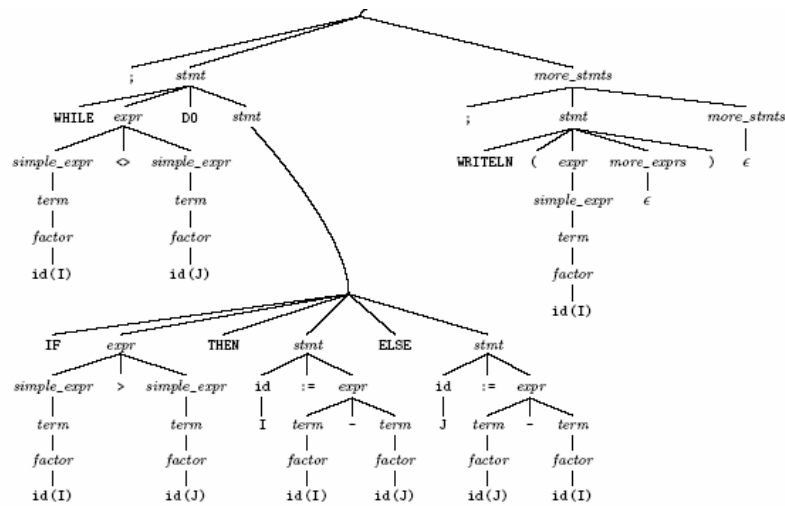 ; stmt more_stmts
WHILE expr DO stmt ; stmt more_stmts
simple_expr <> simple_expr WRITELN ( expr more_exprs ) ϵ
term term simple_expr ϵ
factor factor term
id(I) id(J) factor
id(I)
IF expr THEN stmt ELSE stmt
simple_expr > simple_expr id := expr id := expr
term term I term - term J term - term
factor factor factor factor factor factor
id(I) id(J) id(I) id(J) id(J) id(I)